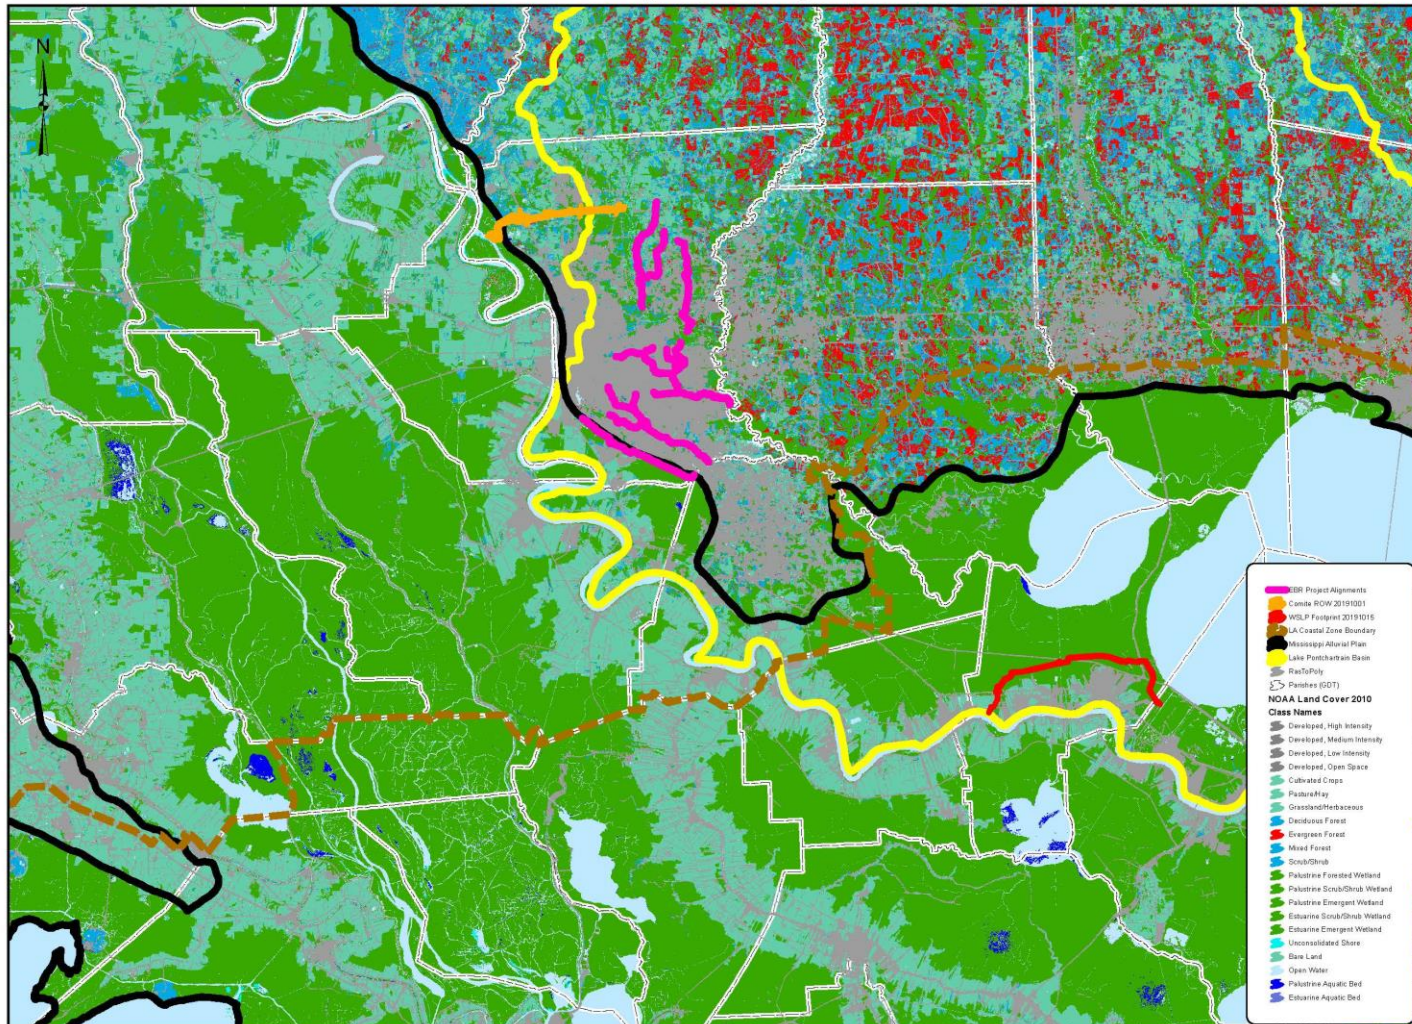 N
EBR Project Alignments
Comite ROW 20191001
WSLP Footprint 20191016
LA Coastal Zone Boundary
Mississippi Alluvial Plain
Lake Pontchartrain Basin
RasToPoly
Parishes (GDT)
NOAA Land Cover 2010
Class Names
Developed, High Intensity
Developed, Medium Intensity
Developed, Low Intensity
Developed, Open Space
Cultivated Crops
Pasture/Hay
Grassland/Herbaceous
Deciduous Forest
Evergreen Forest
Mixed Forest
Scrub/Shrub
Palustrine Forested Wetland
Palustrine Scrub/Shrub Wetland
Palustrine Emergent Wetland
Estuarine Scrub/Shrub Wetland
Estuarine Emergent Wetland
Unconsolidated Shore
Bare Land
Open Water
Palustrine Aquatic Bed
Estuarine Aquatic Bed